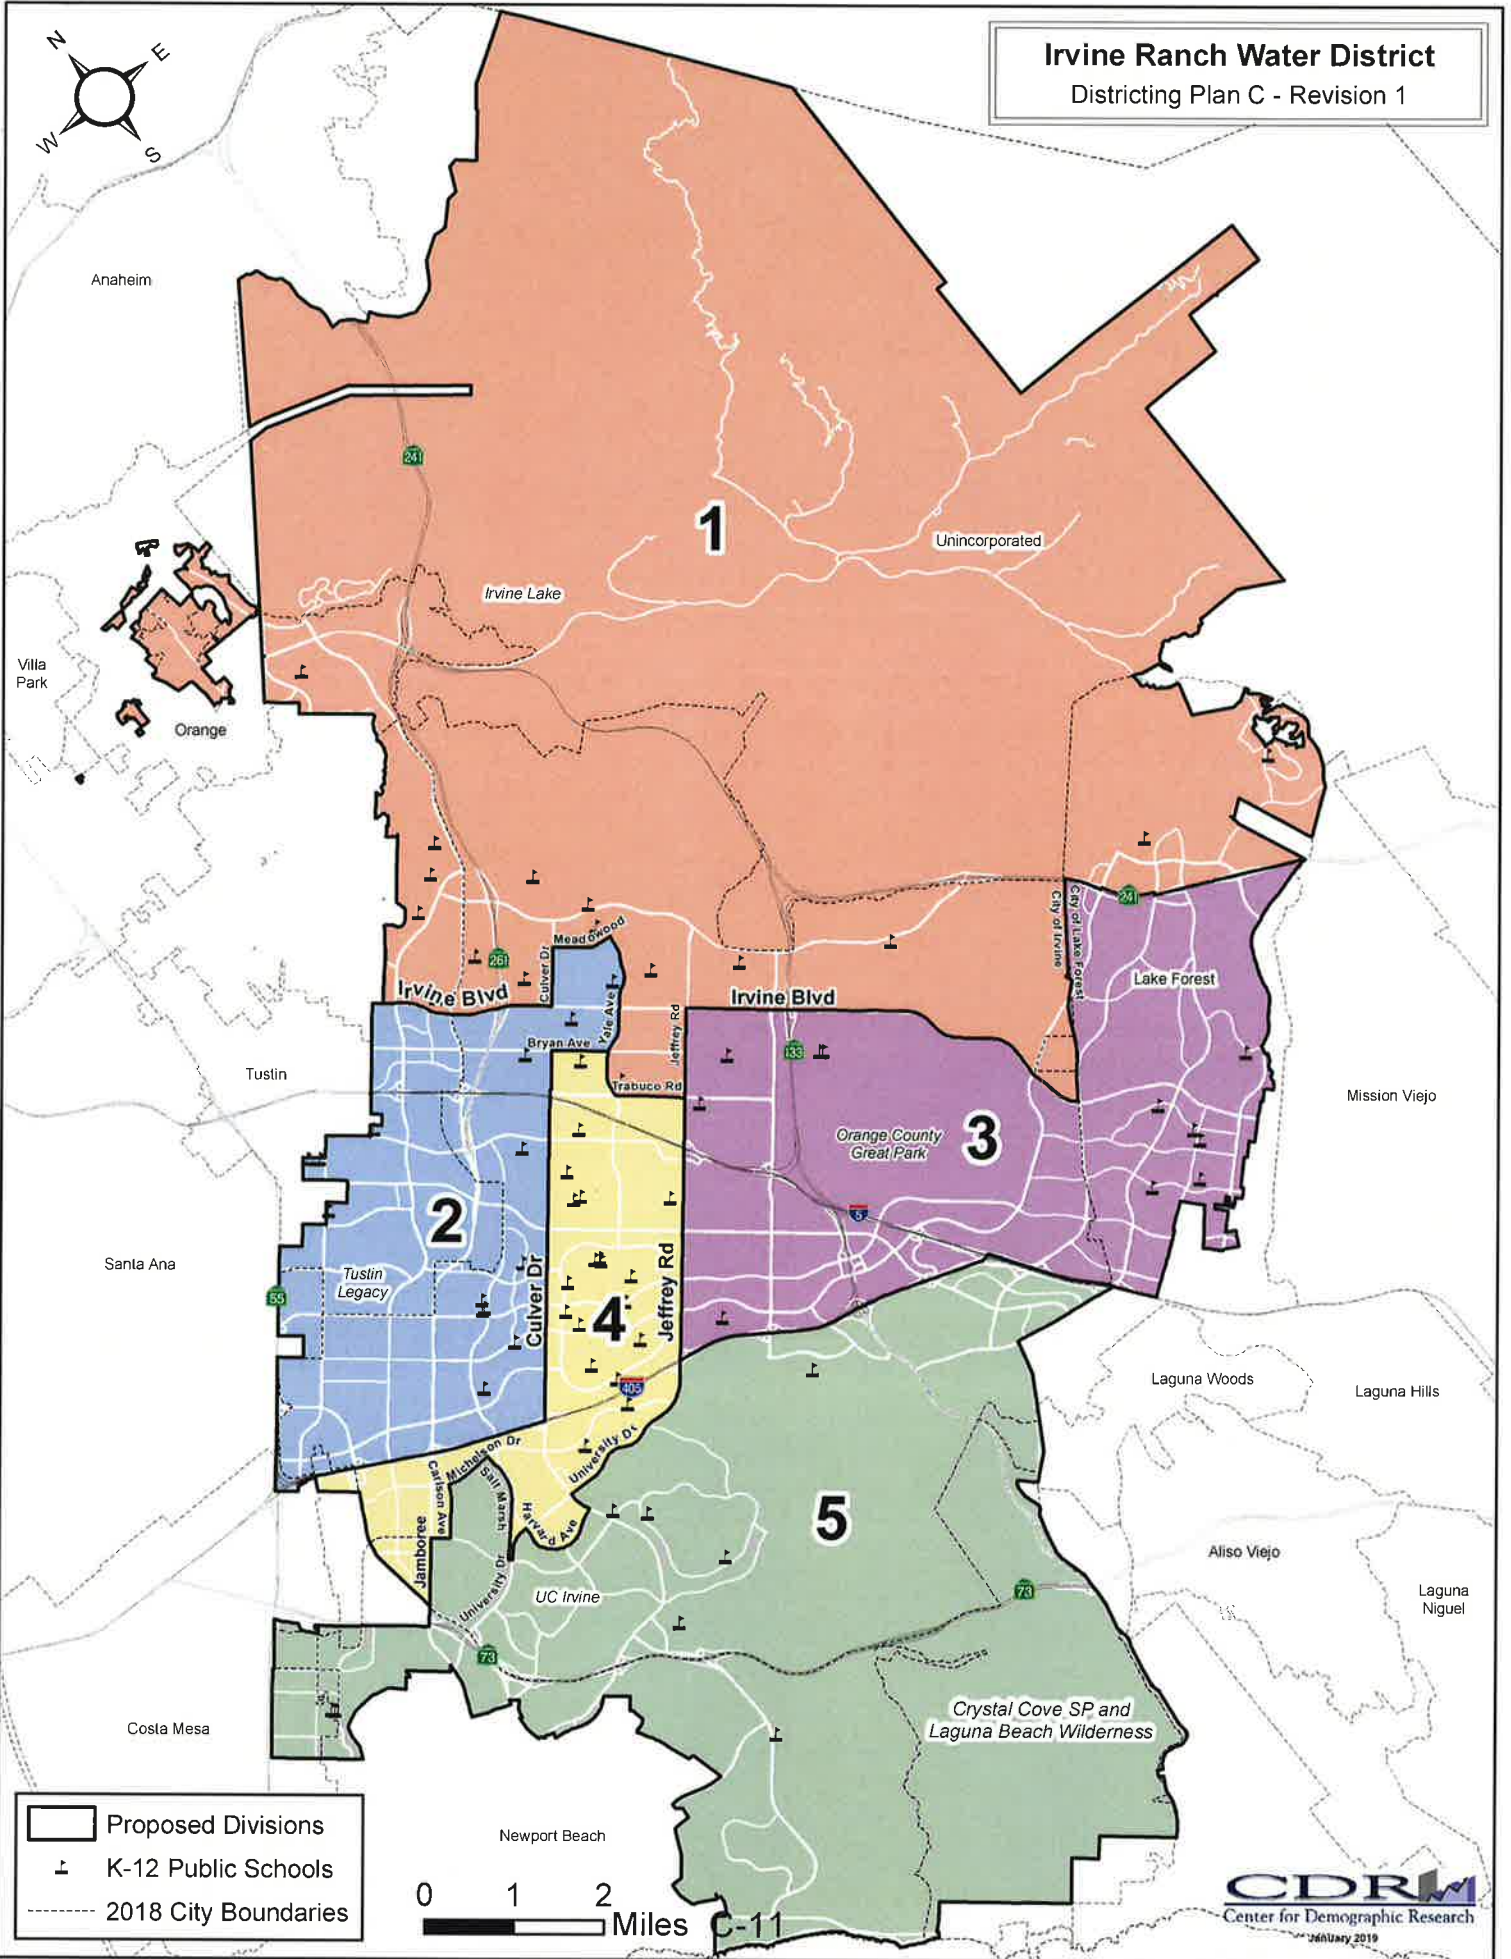 Irvine Ranch Water District
Districting Plan C - Revision 1
N
E
W
S
Anaheim
241
1
Unincorporated
Irvine Lake
Villa
Park
Orange
241
City of Irvine
City of Lake Forest
Lake Forest
Meadowood
Culver Dr
261
Irvine Blvd
Yale Ave
Jeffrey Rd
Irvine Blvd
Bryan Ave
133
Trabuco Rd
Tustin
Mission Viejo
Orange County
Great Park
3
2
5
Santa Ana
Tustin
Legacy
55
Culver Dr
4
Jeffrey Rd
405
Laguna Woods
Laguna Hills
Michelson Dr
University Dr
Carlson Ave
Salt Marsh
Harvard Ave
Jamboree
University Dr
5
UC Irvine
Aliso Viejo
73
Laguna
Niguel
73
Crystal Cove SP and
Laguna Beach Wilderness
Costa Mesa
Newport Beach
Proposed Divisions
K-12 Public Schools
2018 City Boundaries
0 1 2
Miles
C-11
CDR
Center for Demographic Research
January 2019